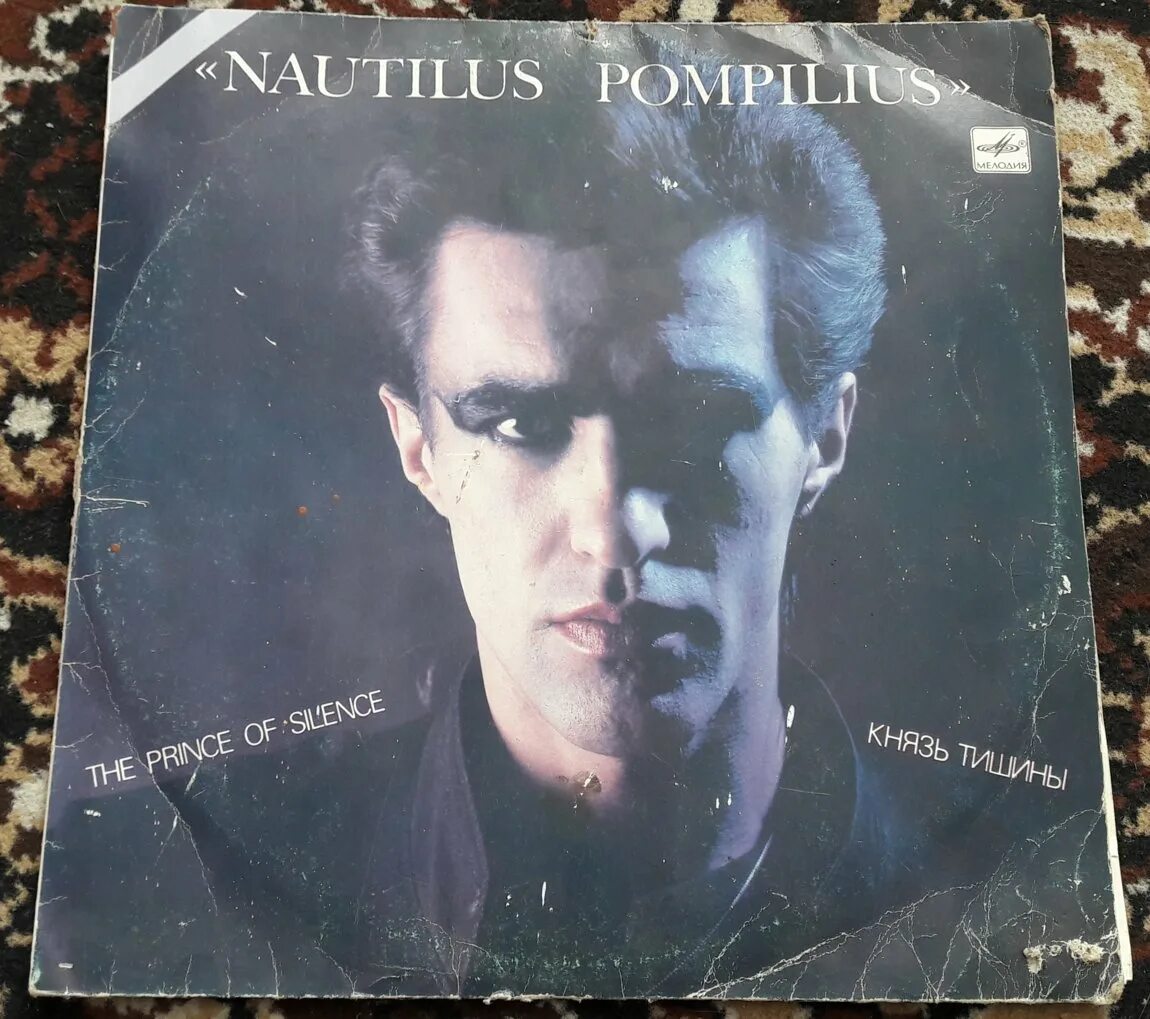 «NAUTILUS POMPILIUS»
МЕЛОДИЯ
THE PRINCE OF SILENCE
КНЯЗЬ ТИШИНЫ